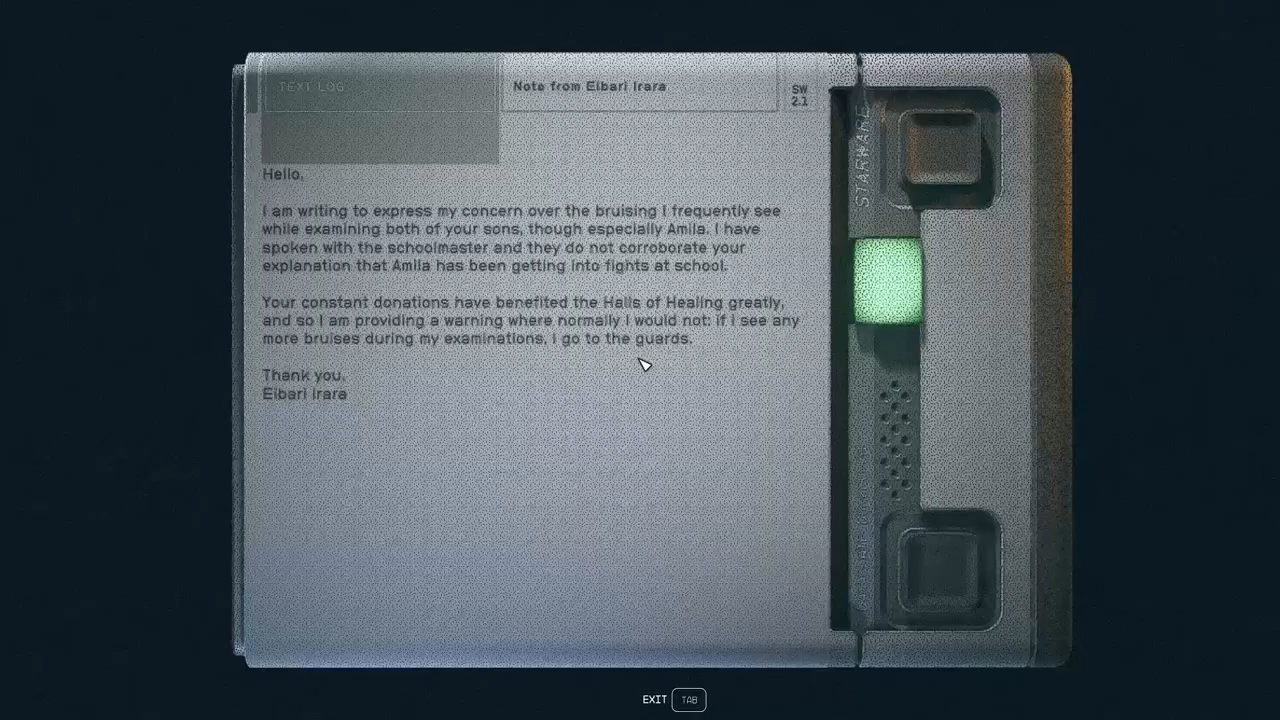 TEXT LOG
Note from Eibari Irara
SW
2.1
STARWARE
Hello,
I am writing to express my concern over the bruising I frequently see
while examining both of your sons, though especially Amila. I have
spoken with the schoolmaster and they do not corroborate your
explanation that Amila has been getting into fights at school.
Your constant donations have benefited the Halls of Healing greatly,
and so I am providing a warning where normally I would not: if I see any
more bruises during my examinations, I go to the guards.
Thank you,
Eibari Irara
EXIT TAB